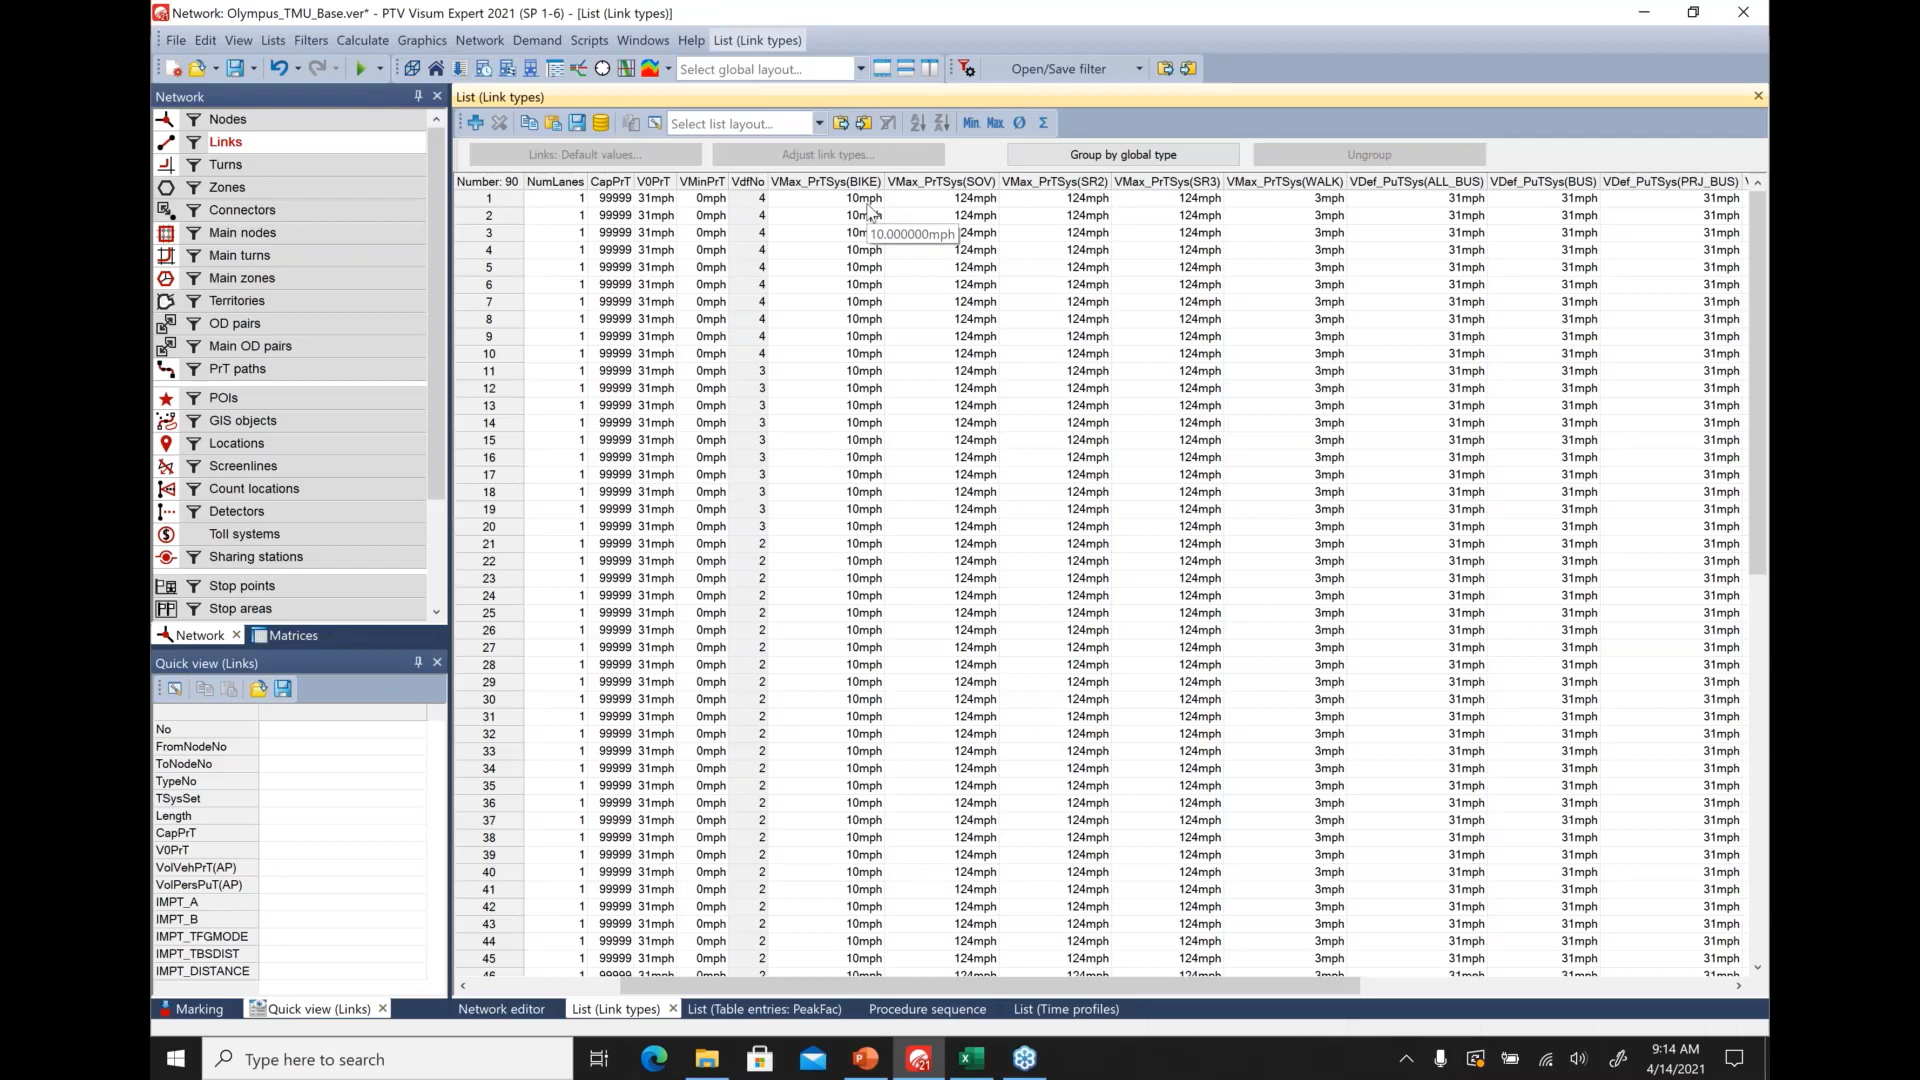 Network: Olympus_TMU_Base.ver* - PTV Visum Expert 2021 (SP 1-6) - [List (Link types)]
File Edit View Lists Filters Calculate Graphics Network Demand Scripts Windows Help List (Link types)
Select global layout... Open/Save filter
Network
Nodes
Links
Turns
Zones
Connectors
Main nodes
Main turns
Main zones
Territories
OD pairs
Main OD pairs
PrT paths
POIs
GIS objects
Locations
Screenlines
Count locations
Detectors
Toll systems
Sharing stations
Stop points
Stop areas
Network Matrices
Quick view (Links)
No
FromNodeNo
ToNodeNo
TypeNo
TSysSet
Length
CapPrT
V0PrT
VolVehPrT(AP)
VolPersPuT(AP)
IMPT_A
IMPT_B
IMPT_TFGMODE
IMPT_TBSDIST
IMPT_DISTANCE
Marking Quick view (Links)
List (Link types)
Select list layout... Min. Max. Ø Σ
Links: Default values... Adjust link types... Group by global type Ungroup
Number: 90 NumLanes CapPrT V0PrT VMinPrT VdfNo VMax_PrTSys(BIKE) VMax_PrTSys(SOV) VMax_PrTSys(SR2) VMax_PrTSys(SR3) VMax_PrTSys(WALK) VDef_PuTSys(ALL_BUS) VDef_PuTSys(BUS) VDef_PuTSys(PRJ_BUS)
1 1 99999 31mph 0mph 4 10mph 124mph 124mph 124mph 3mph 31mph 31mph 31mph
2 1 99999 31mph 0mph 4 124mph 124mph 124mph 3mph 31mph 31mph 31mph
3 1 99999 31mph 0mph 4 10.000000mph 124mph 124mph 124mph 3mph 31mph 31mph 31mph
4 1 99999 31mph 0mph 4 10mph 124mph 124mph 124mph 3mph 31mph 31mph 31mph
5 1 99999 31mph 0mph 4 10mph 124mph 124mph 124mph 3mph 31mph 31mph 31mph
6 1 99999 31mph 0mph 4 10mph 124mph 124mph 124mph 3mph 31mph 31mph 31mph
7 1 99999 31mph 0mph 4 10mph 124mph 124mph 124mph 3mph 31mph 31mph 31mph
8 1 99999 31mph 0mph 4 10mph 124mph 124mph 124mph 3mph 31mph 31mph 31mph
9 1 99999 31mph 0mph 4 10mph 124mph 124mph 124mph 3mph 31mph 31mph 31mph
10 1 99999 31mph 0mph 4 10mph 124mph 124mph 124mph 3mph 31mph 31mph 31mph
11 1 99999 31mph 0mph 3 10mph 124mph 124mph 124mph 3mph 31mph 31mph 31mph
12 1 99999 31mph 0mph 3 10mph 124mph 124mph 124mph 3mph 31mph 31mph 31mph
13 1 99999 31mph 0mph 3 10mph 124mph 124mph 124mph 3mph 31mph 31mph 31mph
14 1 99999 31mph 0mph 3 10mph 124mph 124mph 124mph 3mph 31mph 31mph 31mph
15 1 99999 31mph 0mph 3 10mph 124mph 124mph 124mph 3mph 31mph 31mph 31mph
16 1 99999 31mph 0mph 3 10mph 124mph 124mph 124mph 3mph 31mph 31mph 31mph
17 1 99999 31mph 0mph 3 10mph 124mph 124mph 124mph 3mph 31mph 31mph 31mph
18 1 99999 31mph 0mph 3 10mph 124mph 124mph 124mph 3mph 31mph 31mph 31mph
19 1 99999 31mph 0mph 3 10mph 124mph 124mph 124mph 3mph 31mph 31mph 31mph
20 1 99999 31mph 0mph 3 10mph 124mph 124mph 124mph 3mph 31mph 31mph 31mph
21 1 99999 31mph 0mph 2 10mph 124mph 124mph 124mph 3mph 31mph 31mph 31mph
22 1 99999 31mph 0mph 2 10mph 124mph 124mph 124mph 3mph 31mph 31mph 31mph
23 1 99999 31mph 0mph 2 10mph 124mph 124mph 124mph 3mph 31mph 31mph 31mph
24 1 99999 31mph 0mph 2 10mph 124mph 124mph 124mph 3mph 31mph 31mph 31mph
25 1 99999 31mph 0mph 2 10mph 124mph 124mph 124mph 3mph 31mph 31mph 31mph
26 1 99999 31mph 0mph 2 10mph 124mph 124mph 124mph 3mph 31mph 31mph 31mph
27 1 99999 31mph 0mph 2 10mph 124mph 124mph 124mph 3mph 31mph 31mph 31mph
28 1 99999 31mph 0mph 2 10mph 124mph 124mph 124mph 3mph 31mph 31mph 31mph
29 1 99999 31mph 0mph 2 10mph 124mph 124mph 124mph 3mph 31mph 31mph 31mph
30 1 99999 31mph 0mph 2 10mph 124mph 124mph 124mph 3mph 31mph 31mph 31mph
31 1 99999 31mph 0mph 2 10mph 124mph 124mph 124mph 3mph 31mph 31mph 31mph
32 1 99999 31mph 0mph 2 10mph 124mph 124mph 124mph 3mph 31mph 31mph 31mph
33 1 99999 31mph 0mph 2 10mph 124mph 124mph 124mph 3mph 31mph 31mph 31mph
34 1 99999 31mph 0mph 2 10mph 124mph 124mph 124mph 3mph 31mph 31mph 31mph
35 1 99999 31mph 0mph 2 10mph 124mph 124mph 124mph 3mph 31mph 31mph 31mph
36 1 99999 31mph 0mph 2 10mph 124mph 124mph 124mph 3mph 31mph 31mph 31mph
37 1 99999 31mph 0mph 2 10mph 124mph 124mph 124mph 3mph 31mph 31mph 31mph
38 1 99999 31mph 0mph 2 10mph 124mph 124mph 124mph 3mph 31mph 31mph 31mph
39 1 99999 31mph 0mph 2 10mph 124mph 124mph 124mph 3mph 31mph 31mph 31mph
40 1 99999 31mph 0mph 2 10mph 124mph 124mph 124mph 3mph 31mph 31mph 31mph
41 1 99999 31mph 0mph 2 10mph 124mph 124mph 124mph 3mph 31mph 31mph 31mph
42 1 99999 31mph 0mph 2 10mph 124mph 124mph 124mph 3mph 31mph 31mph 31mph
43 1 99999 31mph 0mph 2 10mph 124mph 124mph 124mph 3mph 31mph 31mph 31mph
44 1 99999 31mph 0mph 2 10mph 124mph 124mph 124mph 3mph 31mph 31mph 31mph
45 1 99999 31mph 0mph 2 10mph 124mph 124mph 124mph 3mph 31mph 31mph 31mph
Network editor List (Link types) List (Table entries: PeakFac) Procedure sequence List (Time profiles)
Type here to search
21
9:14 AM
4/14/2021